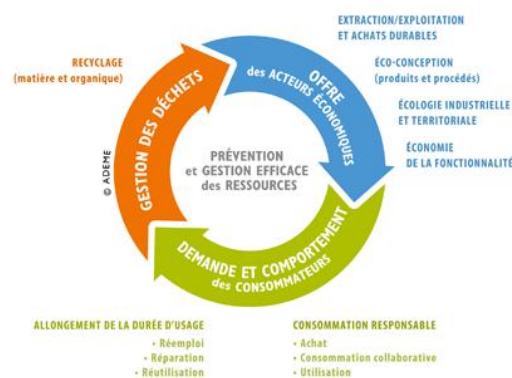 EXTRACTION/EXPLOITATION
ET ACHATS DURABLES
RECYCLAGE
(matière et organique)
ÉCO-CONCEPTION
(produits et procédés)
ÉCOLOGIE INDUSTRIELLE
ET TERRITORIALE
ÉCONOMIE
DE LA FONCTIONNALITÉ
OFFRE
des ACTEURS ÉCONOMIQUES
GESTION DES DÉCHETS
PRÉVENTION
et GESTION EFFICACE
des RESSOURCES
© ADEME
DEMANDE ET COMPORTEMENT
des CONSOMMATEURS
ALLONGEMENT DE LA DURÉE D'USAGE
• Réemploi
• Réparation
• Réutilisation
CONSOMMATION RESPONSABLE
• Achat
• Consommation collaborative
• Utilisation